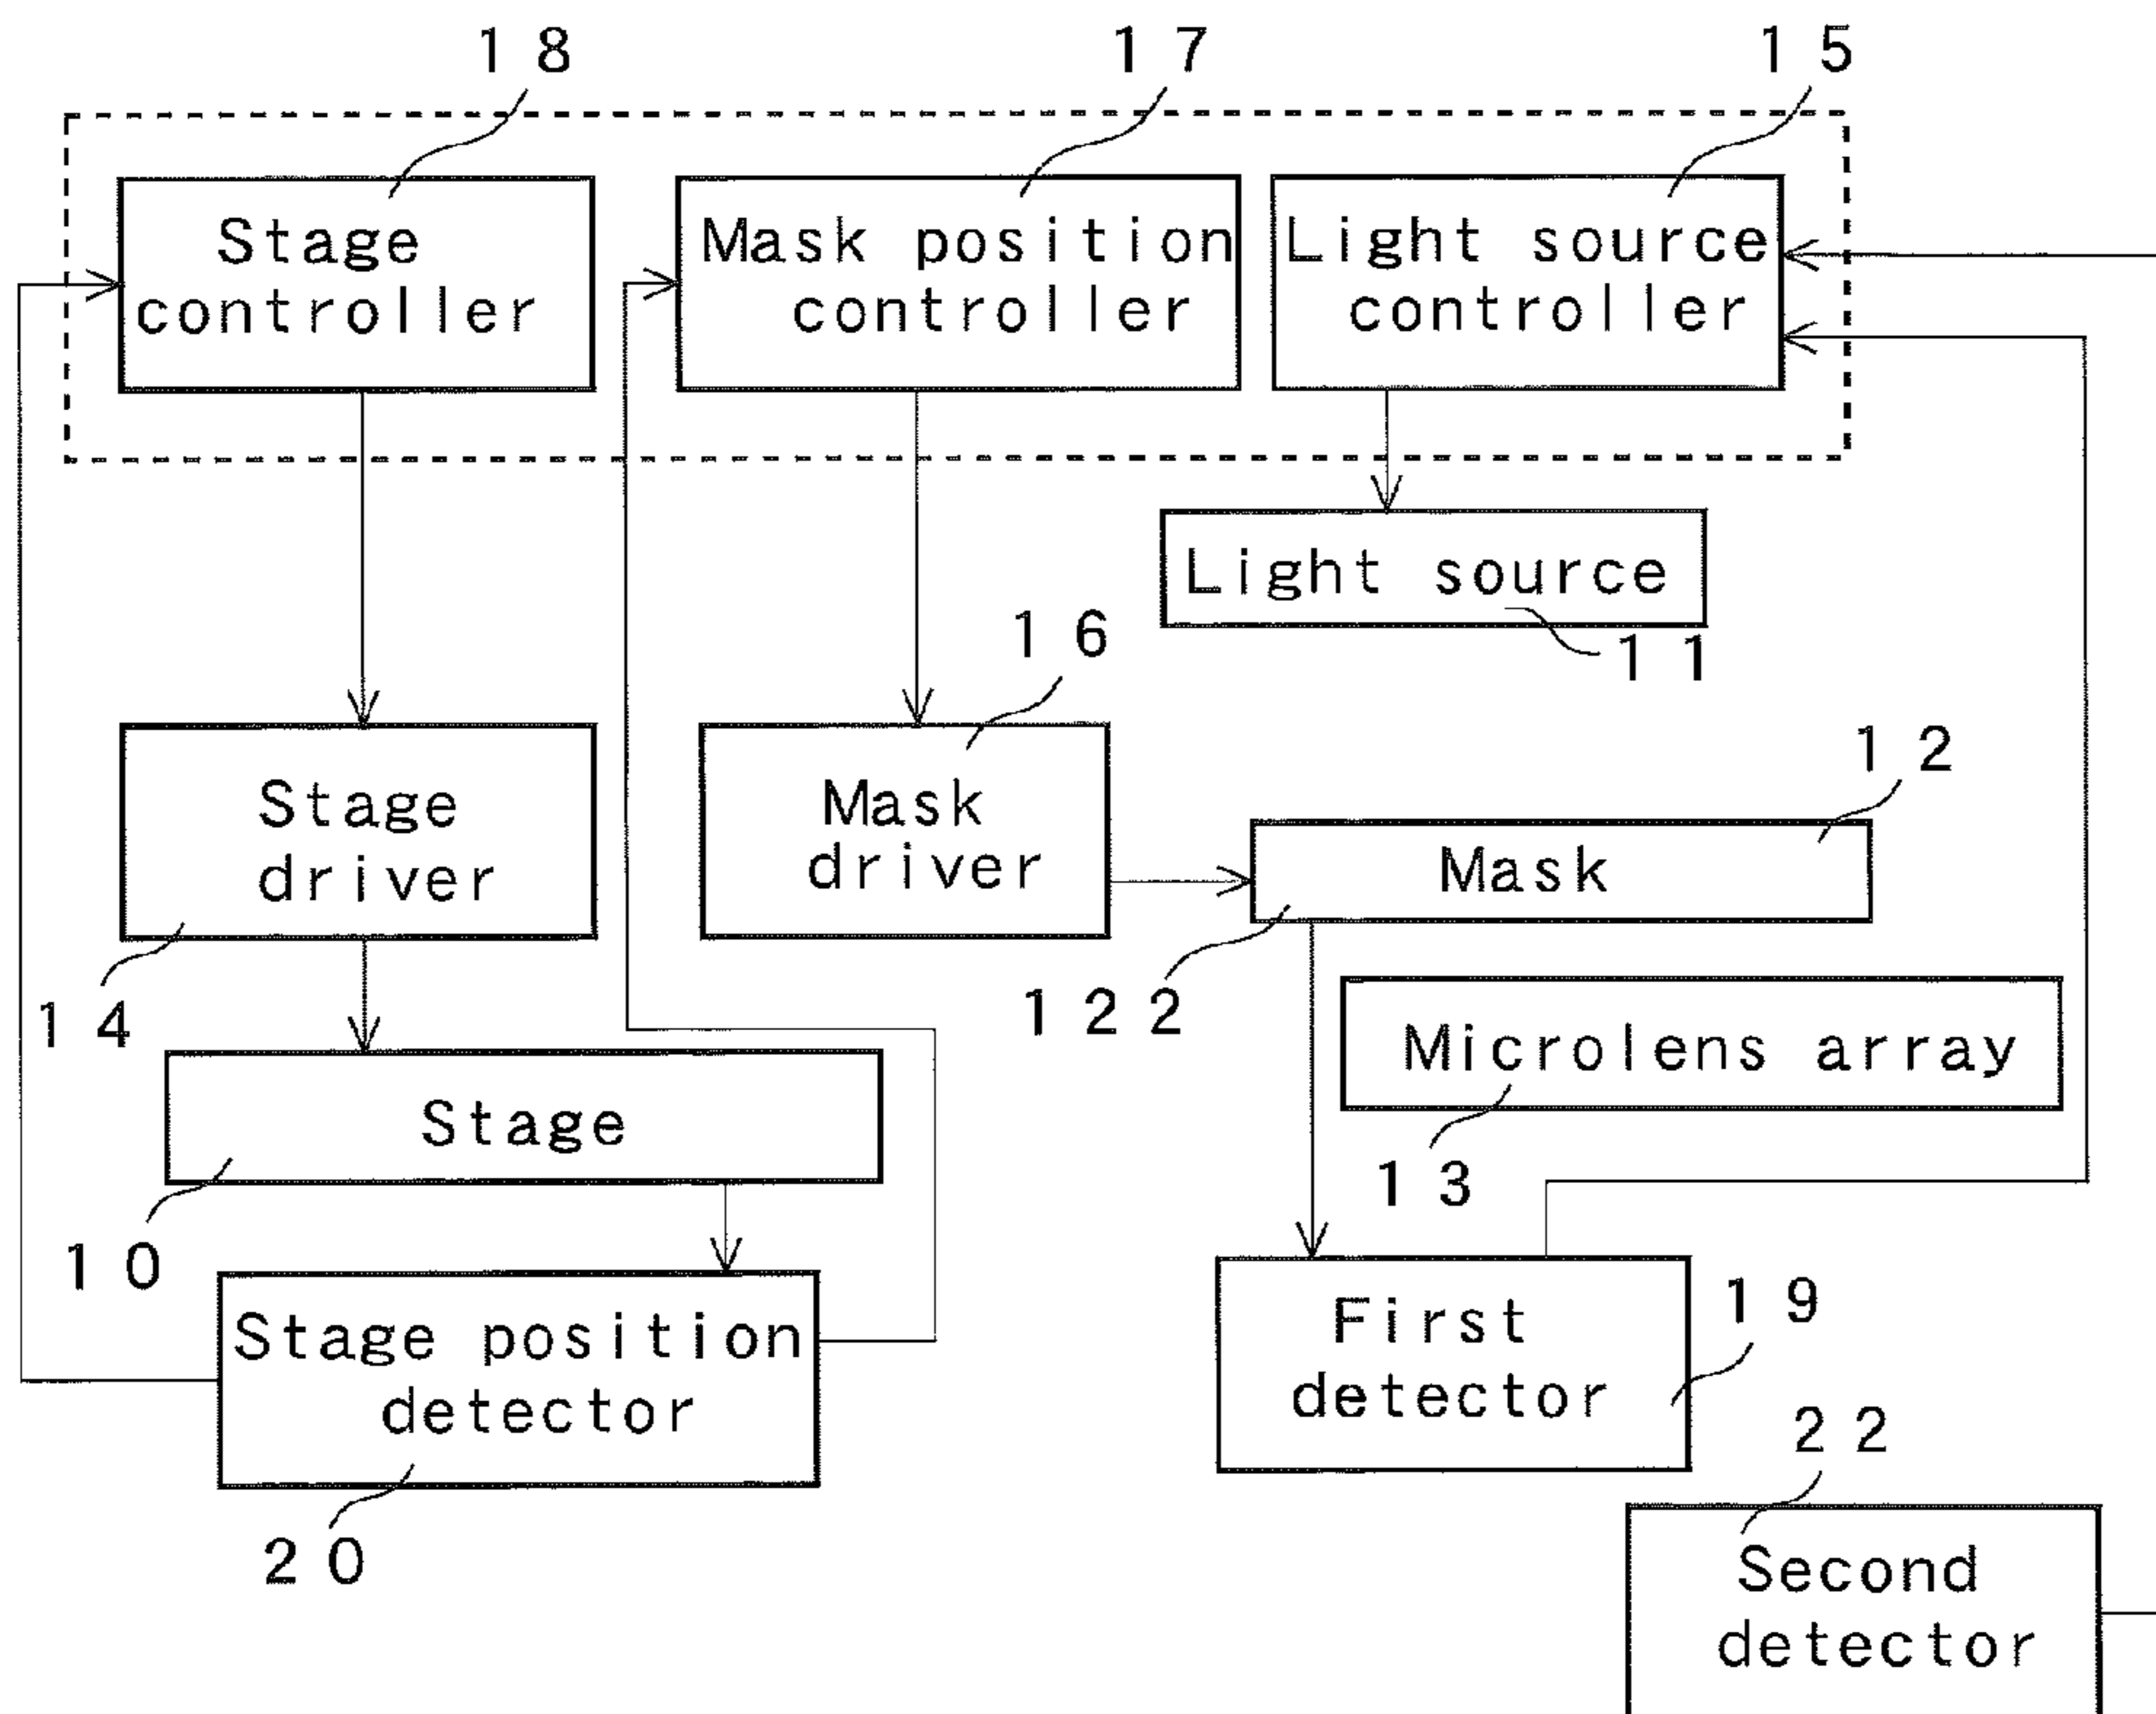 18
17
15
Stage
controller
Mask position
controller
Light source
controller
Light source
11
16
Stage
driver
14
Mask
driver
12
Mask
122
Microlens array
13
Stage
10
Stage position
detector
20
First
detector
19
22
Second
detector